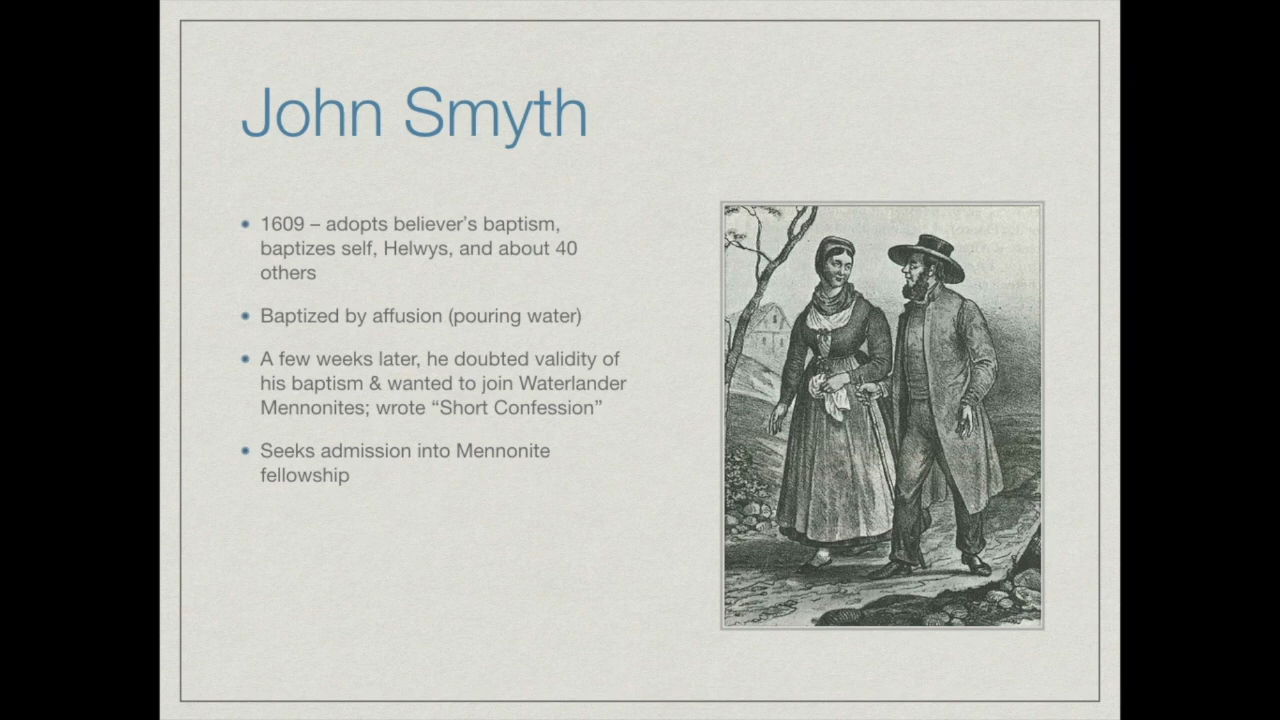 John Smyth
1609 – adopts believer’s baptism,
baptizes self, Helwys, and about 40
others
Baptized by affusion (pouring water)
A few weeks later, he doubted validity of
his baptism & wanted to join Waterlander
Mennonites; wrote “Short Confession”
Seeks admission into Mennonite
fellowship